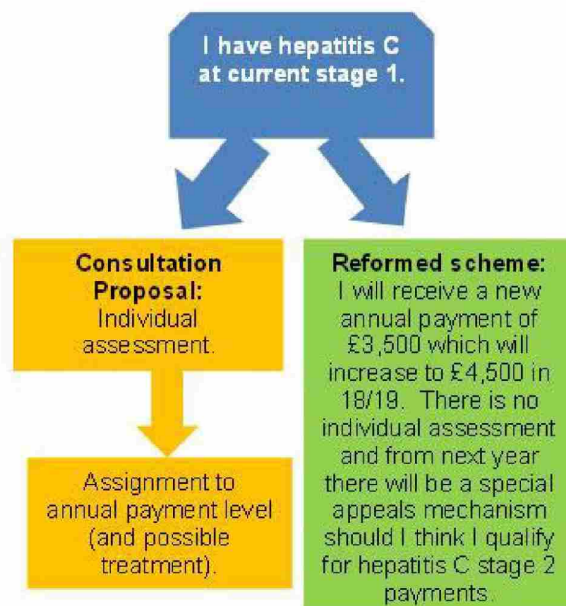 I have hepatitis C
at current stage 1.
Consultation
Proposal:
Individual
assessment.
Assignment to
annual payment level
(and possible
treatment).
Reformed scheme:
I will receive a new
annual payment of
£3,500 which will
increase to £4,500 in
18/19. There is no
individual assessment
and from next year
there will be a special
appeals mechanism
should I think I qualify
for hepatitis C stage 2
payments.